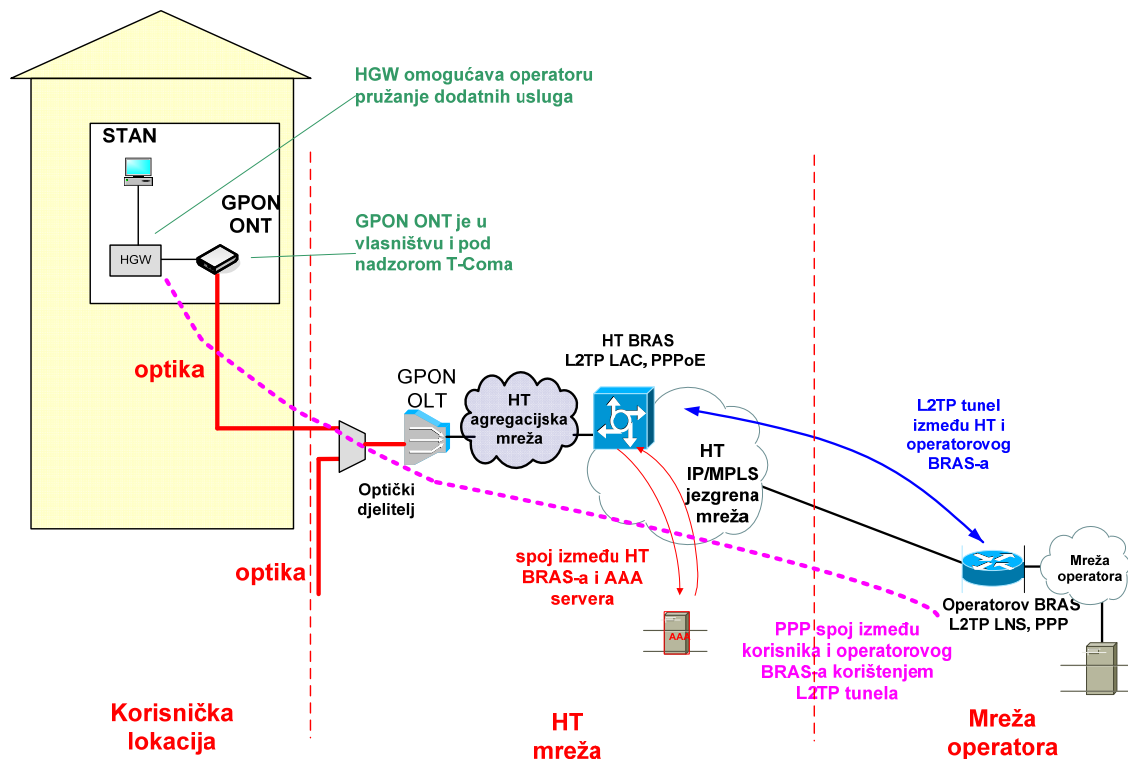 HGW omogućava operatoru
pružanje dodatnih usluga
STAN
GPON
ONT
HGW
GPON ONT je u
vlasništvu i pod
nadzorom T-Coma
optika
GPON
OLT
HT
agregacijska
mreža
HT BRAS
L2TP LAC, PPPoE
HT
IP/MPLS
jezgrena
mreža
L2TP tunel
između HT i
operatorovog
BRAS-a
Optički
djelitelj
optika
spoj između HT
BRAS-a i AAA
servera
AAA
Mreža
operatora
Operatorov BRAS
L2TP LNS, PPP
PPP spoj između
korisnika i operatorovog
BRAS-a korištenjem
L2TP tunela
Korisnička
lokacija
HT
mreža
Mreža
operatora